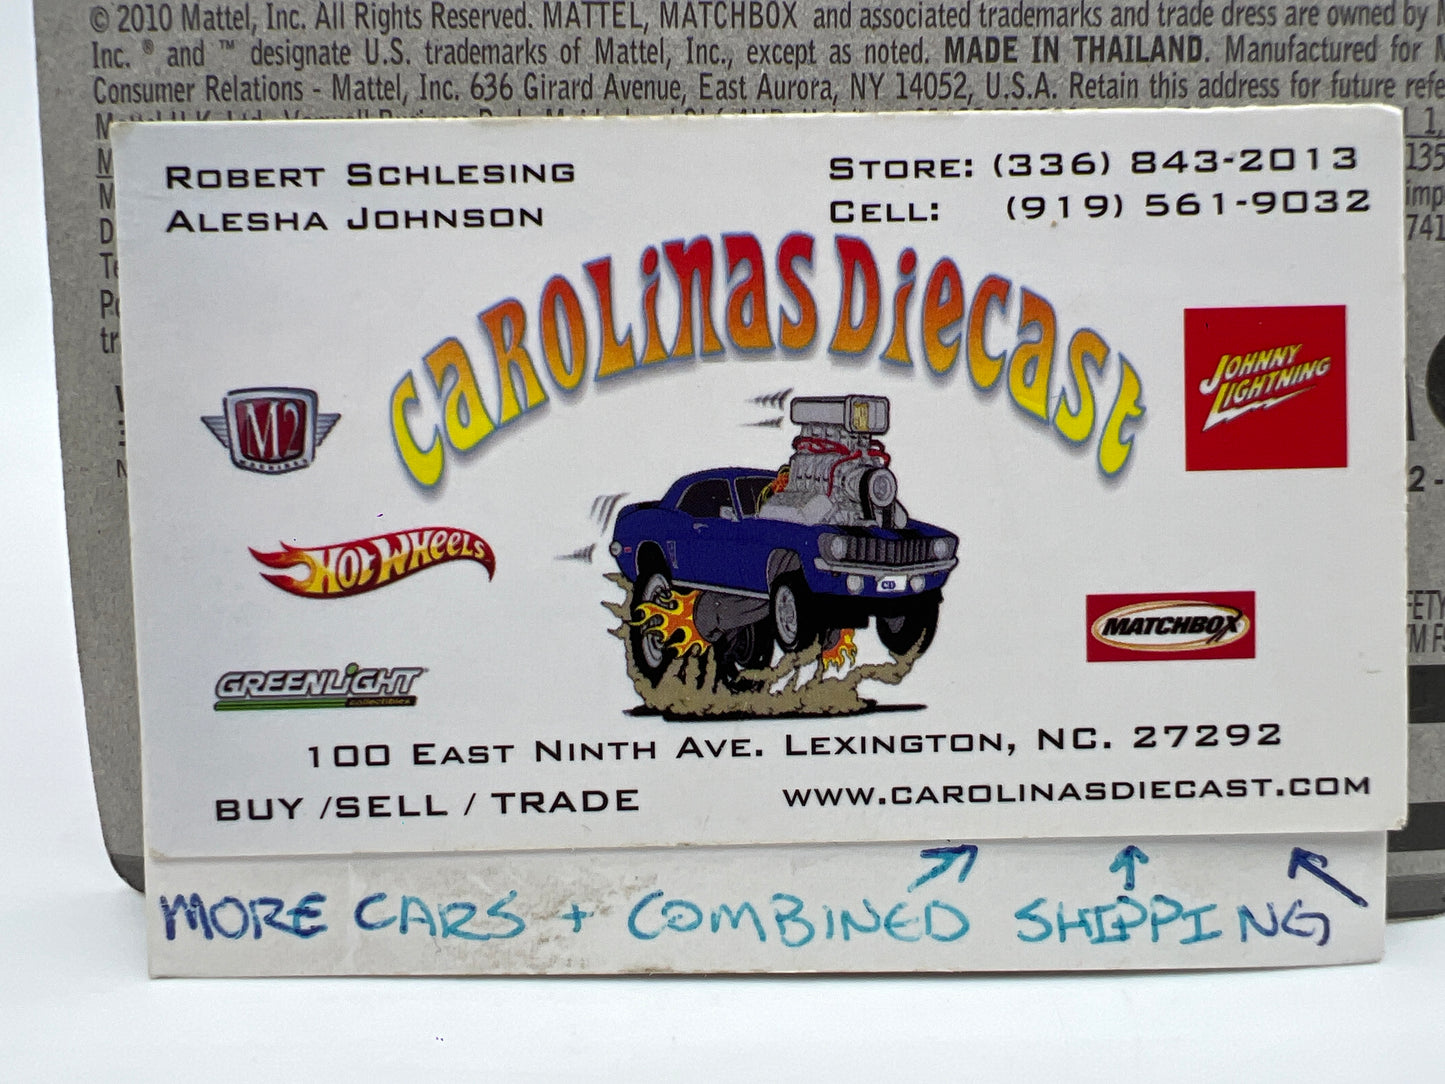 © 2010 Mattel, Inc. All Rights Reserved. MATTEL, MATCHBOX and associated trademarks and trade dress are owned by
Inc. ® and ™ designate U.S. trademarks of Mattel, Inc., except as noted. MADE IN THAILAND. Manufactured for
Consumer Relations - Mattel, Inc. 636 Girard Avenue, East Aurora, NY 14052, U.S.A. Retain this address for future
ROBERT SCHLESING
ALESHA JOHNSON
STORE: (336) 843-2013
CELL: (919) 561-9032
CAROLINAS DIECAST
M2
MACHINES
JOHNNY
LIGHTNING
HOT WHEELS
MATCHBOX
GREENLIGHT
collectibles
CD
100 EAST NINTH AVE. LEXINGTON, NC. 27292
BUY /SELL / TRADE
WWW.CAROLINASDIECAST.COM
MORE CARS + COMBINED SHIPPING